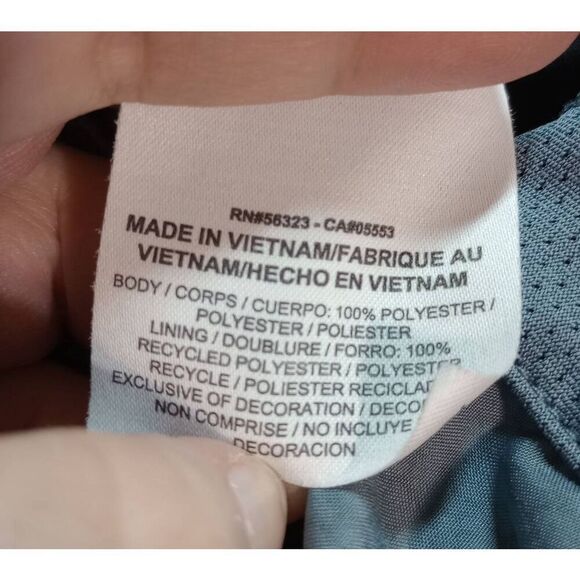 RN#56323 - CA#05553
MADE IN VIETNAM/FABRIQUE AU
VIETNAM/HECHO EN VIETNAM
BODY / CORPS / CUERPO: 100% POLYESTER /
POLYESTER / POLIESTER
LINING / DOUBLURE / FORRO: 100%
RECYCLED POLYESTER / POLYESTER
RECYCLE / POLIESTER RECICLAD
EXCLUSIVE OF DECORATION / DECO
NON COMPRISE / NO INCLUYE
DECORACION